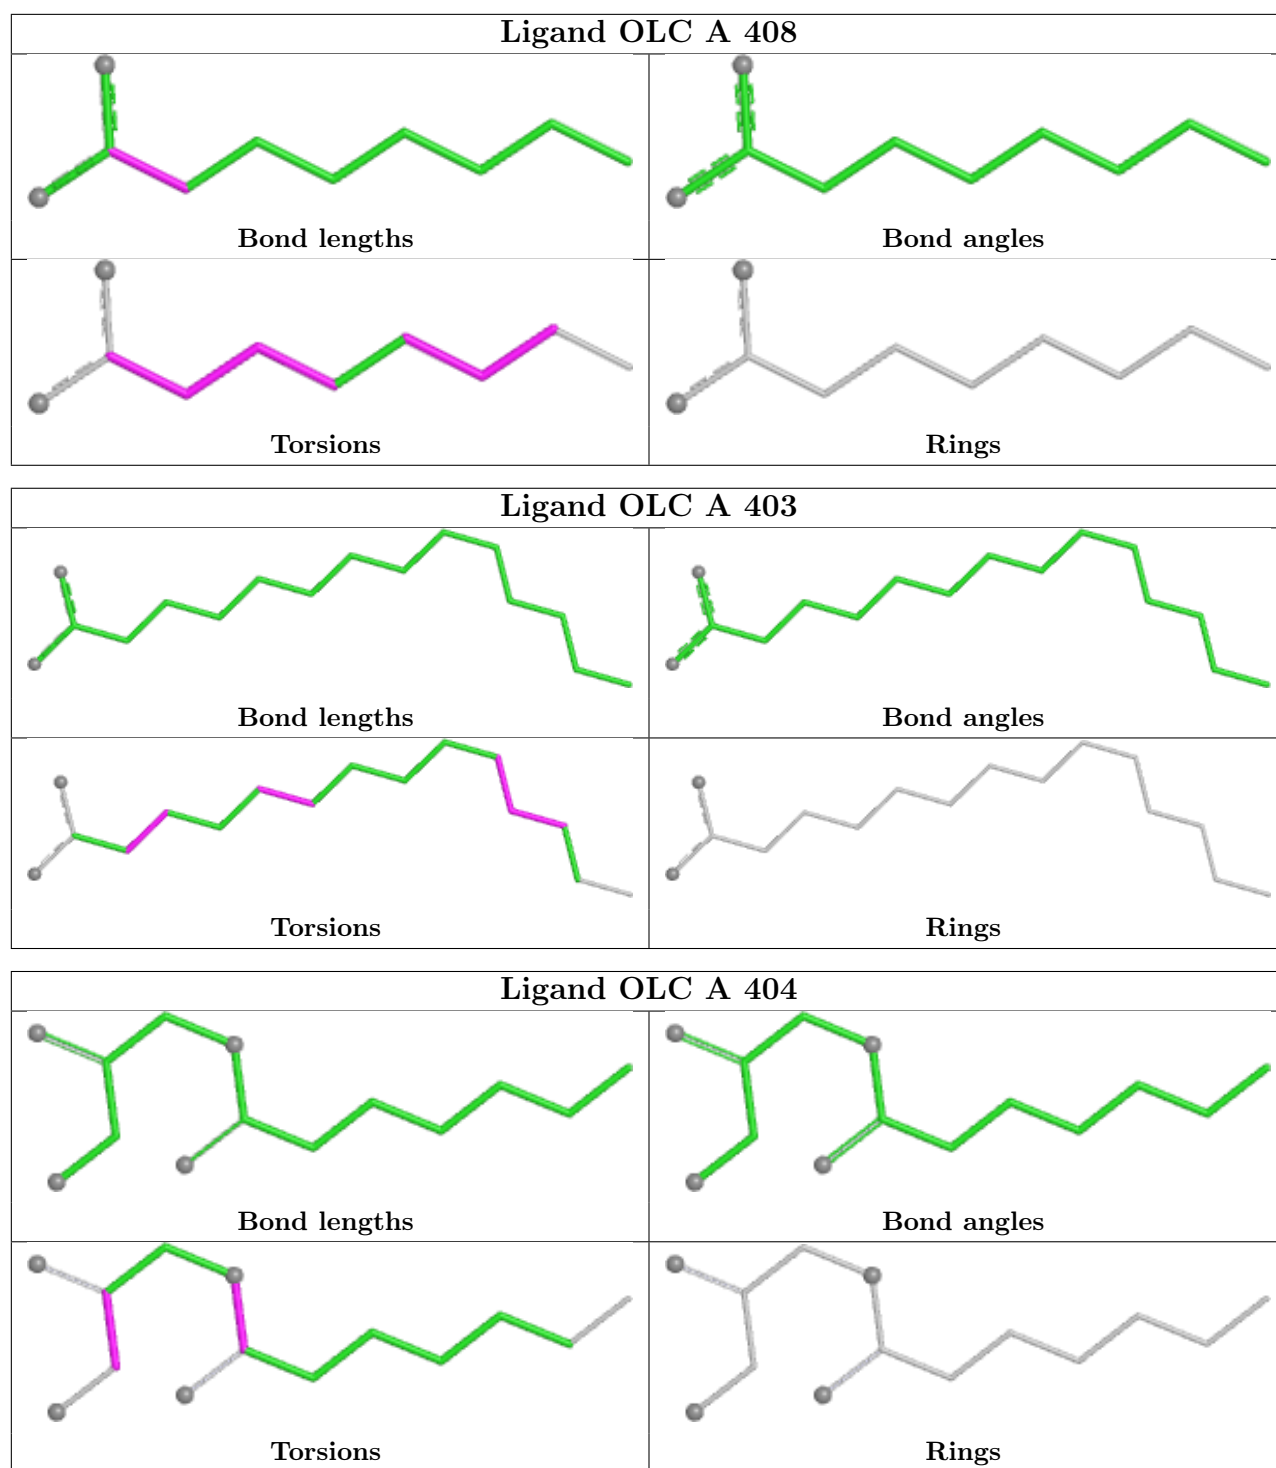 Ligand OLC A 408
Bond lengths
Bond angles
Torsions
Rings
Ligand OLC A 403
Bond lengths
Bond angles
Torsions
Rings
Ligand OLC A 404
Bond lengths
Bond angles
Torsions
Rings